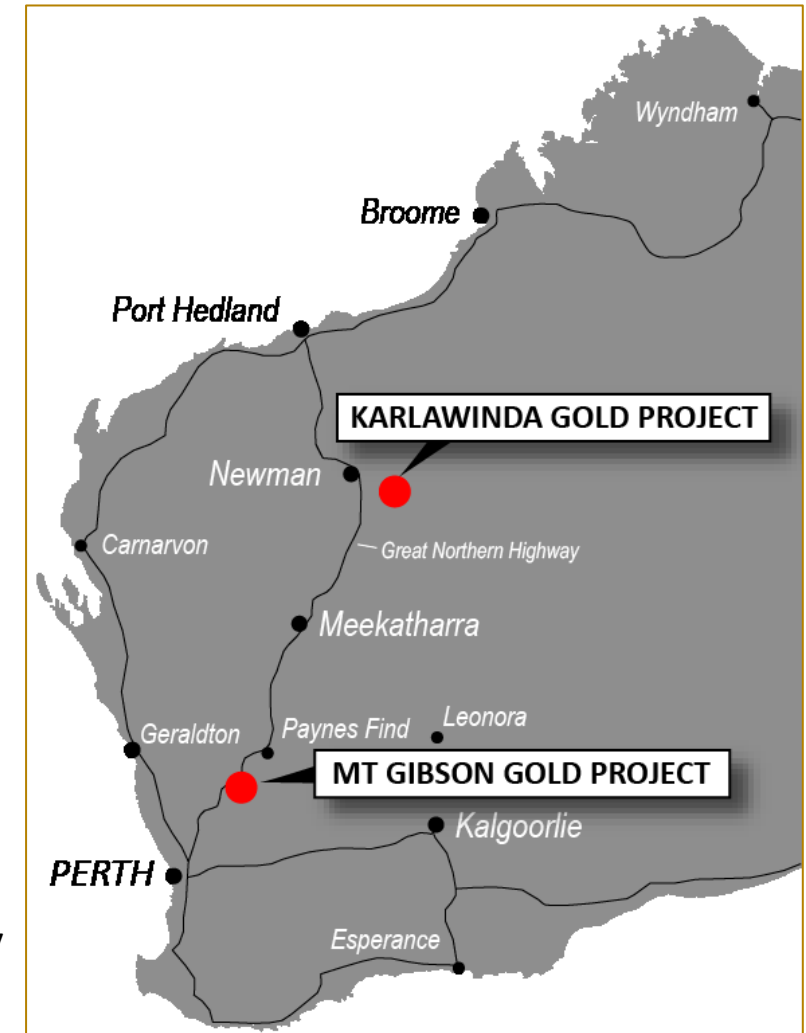 Wyndham
Broome
Port Hedland
KARLAWINDA GOLD PROJECT
Newman
Carnarvon
Great Northern Highway
Meekatharra
Leonora
Geraldton
Paynes Find
MT GIBSON GOLD PROJECT
Kalgoorlie
PERTH
Esperance